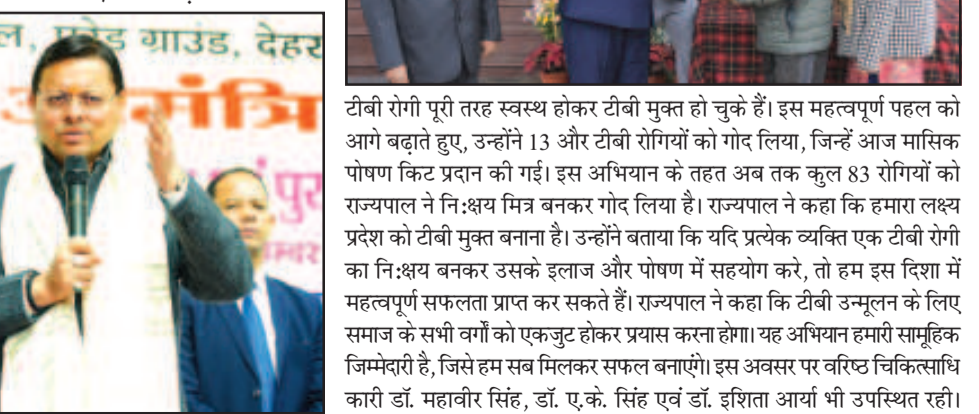 ल, परेड ग्राउंड, देहर
मंत्रि
पुर
म्बर
टीबी रोगी पूरी तरह स्वस्थ होकर टीबी मुक्त हो चुके हैं। इस महत्वपूर्ण पहल को
आगे बढ़ाते हुए, उन्होंने 13 और टीबी रोगियों को गोद लिया, जिन्हें आज मासिक
पोषण किट प्रदान की गई। इस अभियान के तहत अब तक कुल 83 रोगियों को
राज्यपाल ने नि:क्षय मित्र बनकर गोद लिया है। राज्यपाल ने कहा कि हमारा लक्ष्य
प्रदेश को टीबी मुक्त बनाना है। उन्होंने बताया कि यदि प्रत्येक व्यक्ति एक टीबी रोगी
का नि:क्षय बनकर उसके इलाज और पोषण में सहयोग करे, तो हम इस दिशा में
महत्वपूर्ण सफलता प्राप्त कर सकते हैं। राज्यपाल ने कहा कि टीबी उन्मूलन के लिए
समाज के सभी वर्गों को एकजुट होकर प्रयास करना होगा। यह अभियान हमारी सामूहिक
जिम्मेदारी है, जिसे हम सब मिलकर सफल बनाएंगे। इस अवसर पर वरिष्ठ चिकित्साधि
कारी डॉ. महावीर सिंह, डॉ. ए.के. सिंह एवं डॉ. इशिता आर्या भी उपस्थित रही।